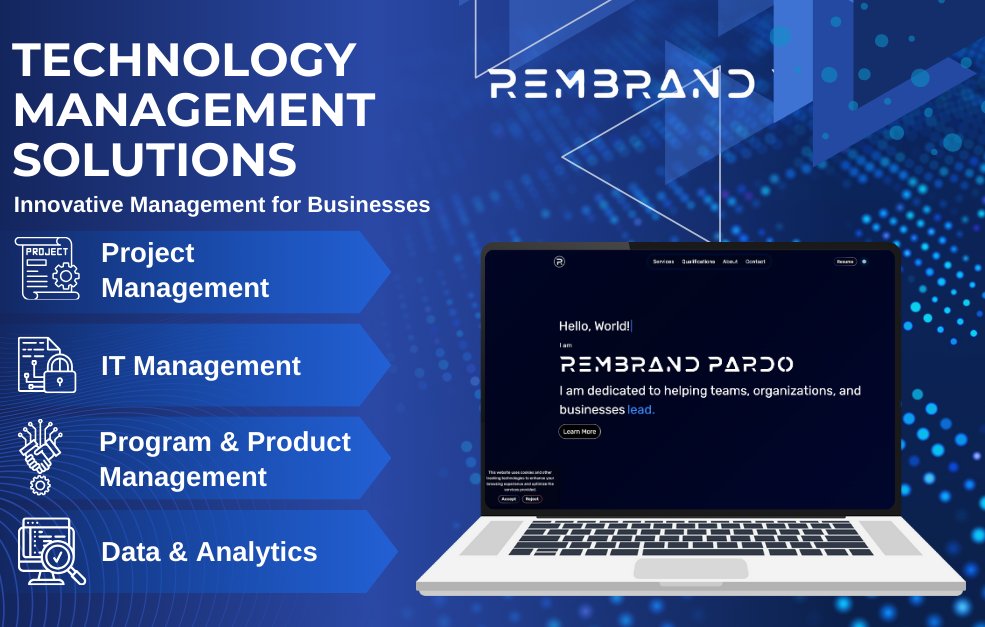 TECHNOLOGY
MANAGEMENT
SOLUTIONS
Innovative Management for Businesses
REMBRAND
PROJECT
Project
Management
IT Management
Program & Product
Management
Data & Analytics
R
Services Qualifications About Contact
Resume
Hello, World!
I am
REMBRAND PARDO
I am dedicated to helping teams, organizations, and
businesses lead.
Learn More
This website uses cookies and other
tracking technologies to enhance your
browsing experience and optimize the
services provided.
Accept Reject